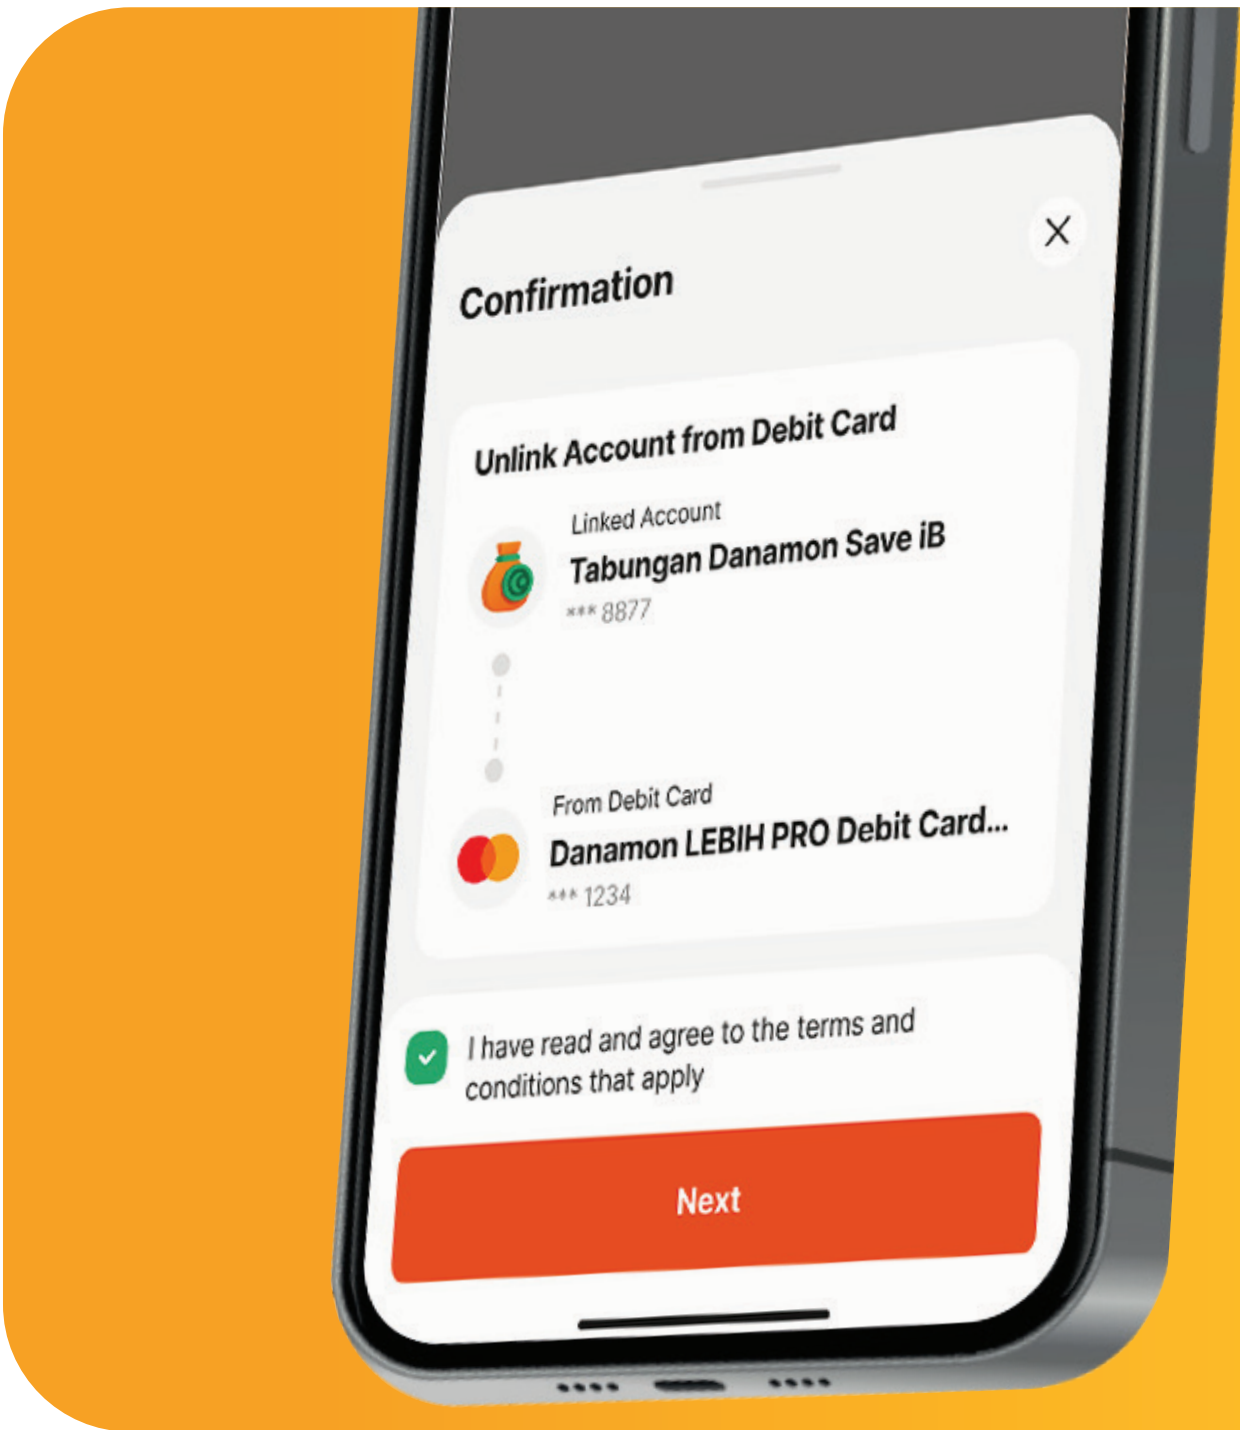 Confirmation
Unlink Account from Debit Card
Linked Account
Tabungan Danamon Save iB
*** 8877
From Debit Card
Danamon LEBIH PRO Debit Card...
*** 1234
I have read and agree to the terms and
conditions that apply
Next